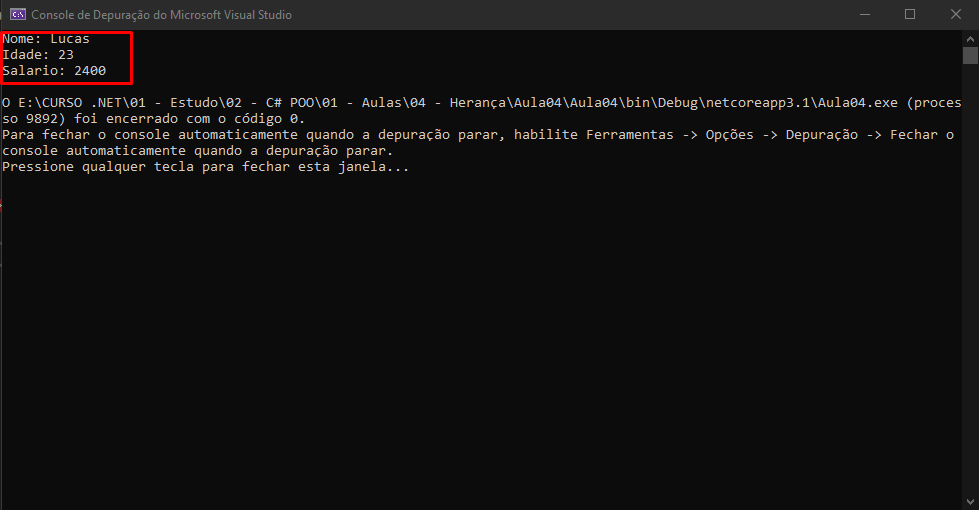 Console de Depuração do Microsoft Visual Studio
Nome: Lucas
Idade: 23
Salario: 2400
O E:\CURSO .NET\01 - Estudo\02 - C# POO\01 - Aulas\04 - Herança\Aula04\Aula04\bin\Debug\netcoreapp3.1\Aula04.exe (proces
so 9892) foi encerrado com o código 0.
Para fechar o console automaticamente quando a depuração parar, habilite Ferramentas -> Opções -> Depuração -> Fechar o
console automaticamente quando a depuração parar.
Pressione qualquer tecla para fechar esta janela...